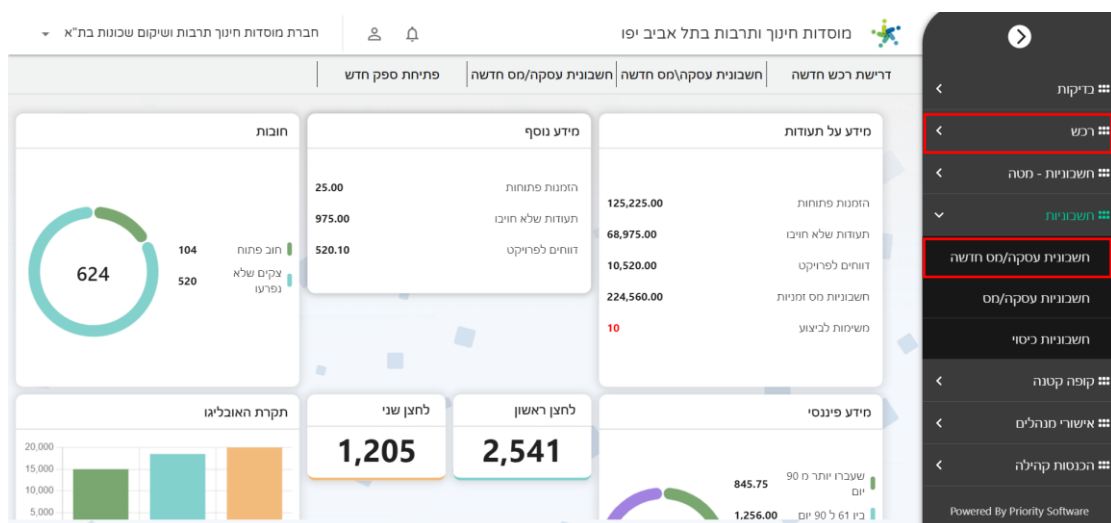 מוסדות חינוך ותרבות בתל אביב יפו
חברת מוסדות חינוך תרבות ושיקום שכונות בת"א
דרישת רכש חדשה
חשבונית עסקה\מס חדשה
חשבונית עסקה/מס חדשה
פתיחת ספק חדש
בדיקות
רכש
חשבוניות - מטה
חשבוניות
חשבונית עסקה/מס חדשה
חשבוניות עסקה/מס
חשבוניות כיסוי
קופה קטנה
אישורי מנהלים
הכנסות קהילה
Powered By Priority Software
מידע על תעודות
הזמנות פתוחות 125,225.00
תעודות שלא חויבו 68,975.00
דווחים לפרויקט 10,520.00
חשבוניות מס זמניות 224,560.00
משימות לביצוע 10
מידע נוסף
הזמנות פתוחות 25.00
תעודות שלא חויבו 975.00
דווחים לפרויקט 520.10
חובות
חוב פתוח 104
צקים שלא
נפרעו 520
624
מידע פיננסי
שעברו יותר מ 90
יום 845.75
בין 61 ל 90 יום 1,256.00
לחצן ראשון
2,541
לחצן שני
1,205
תקרת האובליגו
20,000
15,000
10,000
5,000